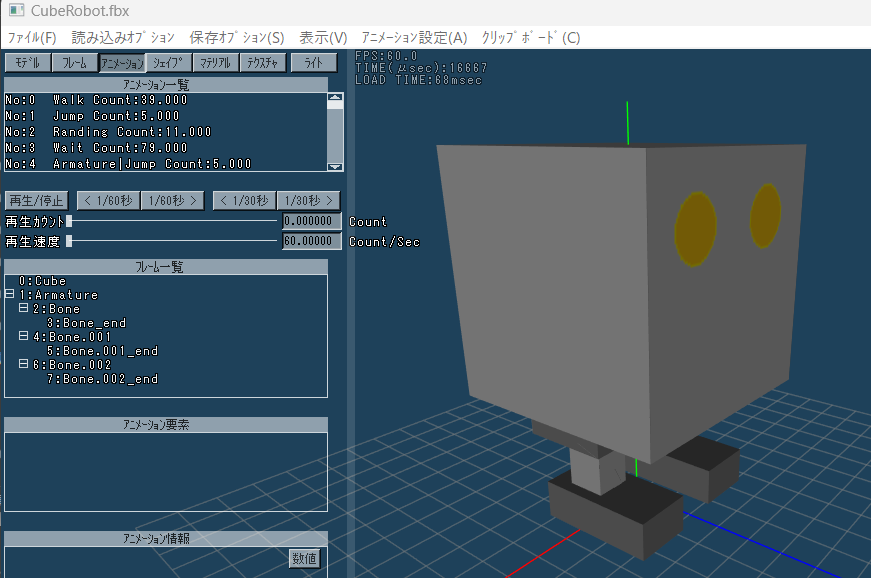 CubeRobot.fbx
ﾌｧｲﾙ(F) 読み込みｵﾌﾟｼｮﾝ 保存ｵﾌﾟｼｮﾝ(S) 表示(V) ｱﾆﾒｰｼｮﾝ設定(A) ｸﾘｯﾌﾟﾎﾞｰﾄﾞ(C)
ﾓﾃﾞﾙ ﾌﾚｰﾑ ｱﾆﾒｰｼｮﾝ ｼｪｲﾌﾟ ﾏﾃﾘｱﾙ ﾃｸｽﾁｬ ﾗｲﾄ
FPS:60.0
TIME(μsec):16667
LOAD TIME:68msec
ｱﾆﾒｰｼｮﾝ一覧
No:0 Walk Count:39.000
No:1 Jump Count:5.000
No:2 Randing Count:11.000
No:3 Wait Count:79.000
No:4 Armature|Jump Count:5.000
再生/停止 < 1/60秒 1/60秒 > < 1/30秒 1/30秒 >
再生ｶｳﾝﾄ 0.000000 Count
再生速度 60.00000 Count/Sec
ﾌﾚｰﾑ一覧
0:Cube
1:Armature
2:Bone
3:Bone_end
4:Bone.001
5:Bone.001_end
6:Bone.002
7:Bone.002_end
ｱﾆﾒｰｼｮﾝ要素
ｱﾆﾒｰｼｮﾝ情報
数値